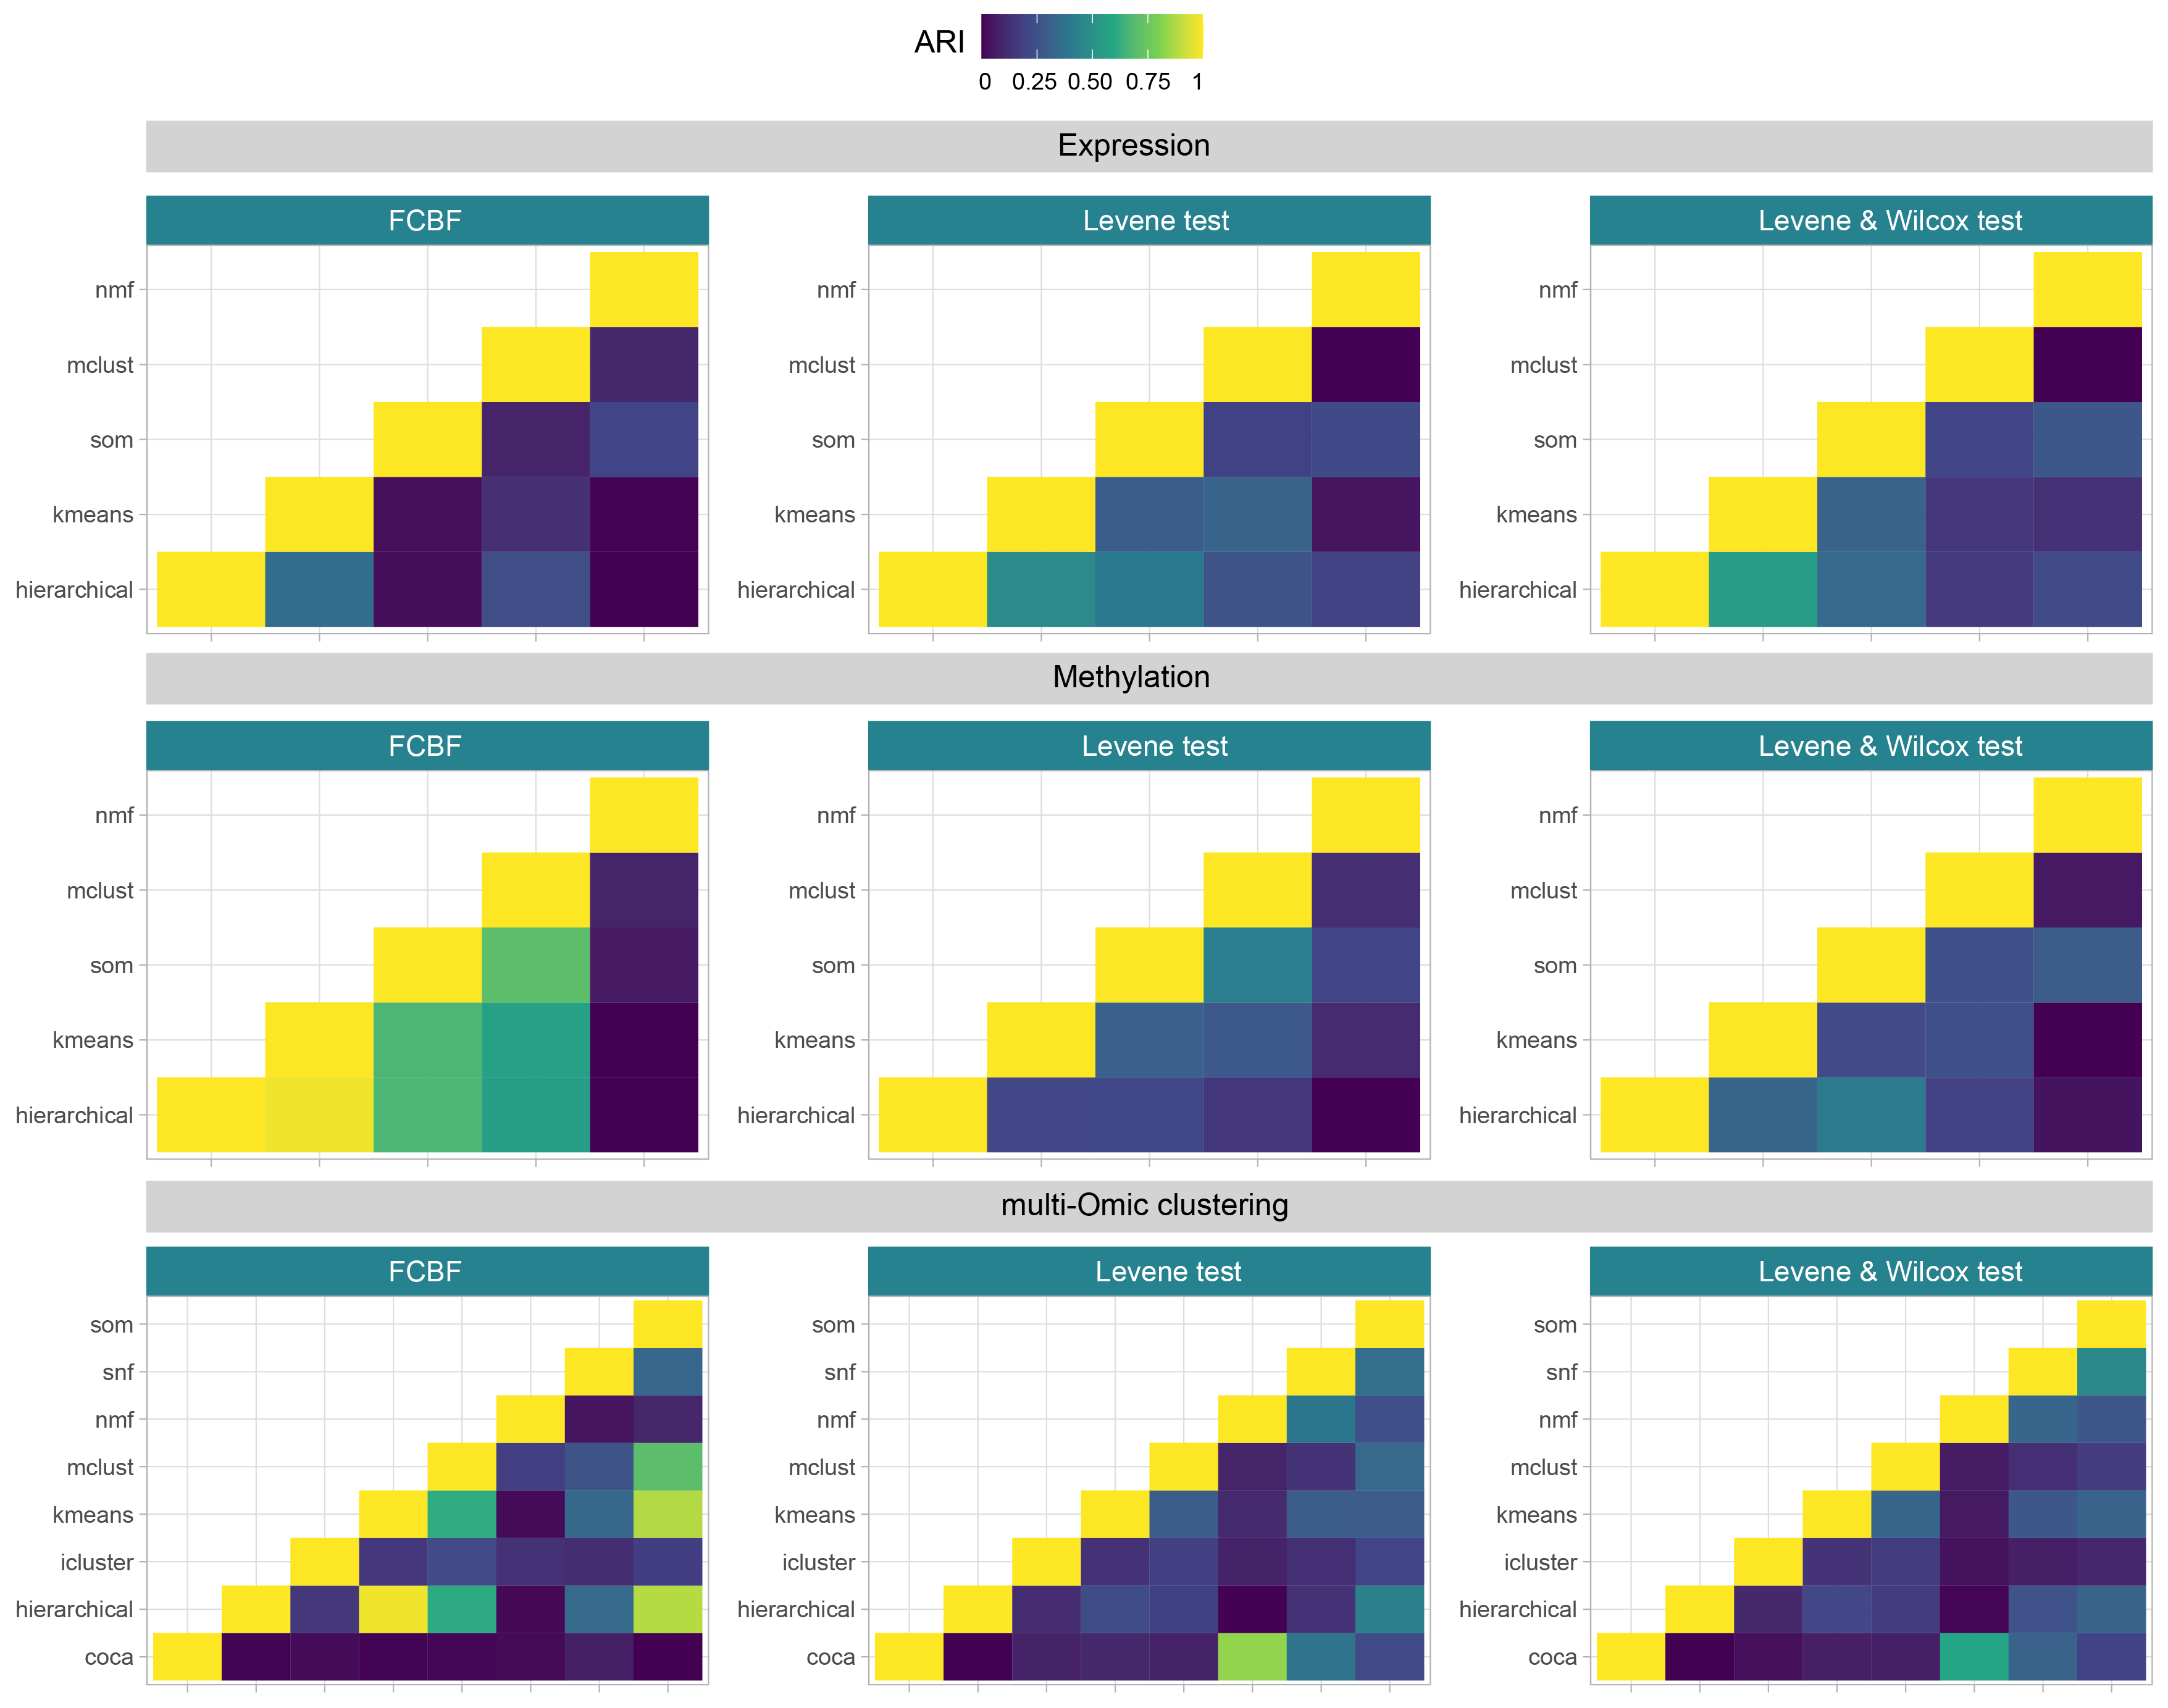 ARI
0 0.25 0.50 0.75 1
Expression
FCBF
Levene test
Levene & Wilcox test
nmf
mclust
som
kmeans
hierarchical
nmf
mclust
som
kmeans
hierarchical
nmf
mclust
som
kmeans
hierarchical
Methylation
FCBF
Levene test
Levene & Wilcox test
nmf
mclust
som
kmeans
hierarchical
nmf
mclust
som
kmeans
hierarchical
nmf
mclust
som
kmeans
hierarchical
multi-Omic clustering
FCBF
Levene test
Levene & Wilcox test
som
snf
nmf
mclust
kmeans
icluster
hierarchical
coca
som
snf
nmf
mclust
kmeans
icluster
hierarchical
coca
som
snf
nmf
mclust
kmeans
icluster
hierarchical
coca